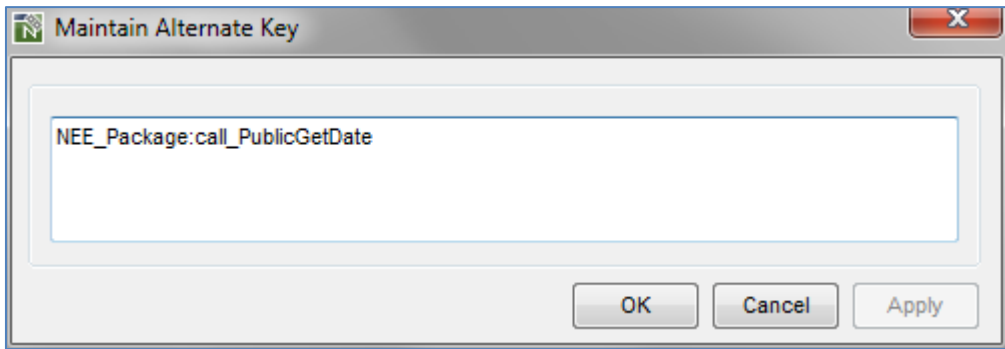 Maintain Alternate Key
NEE_Package:call_PublicGetDate
OK Cancel Apply